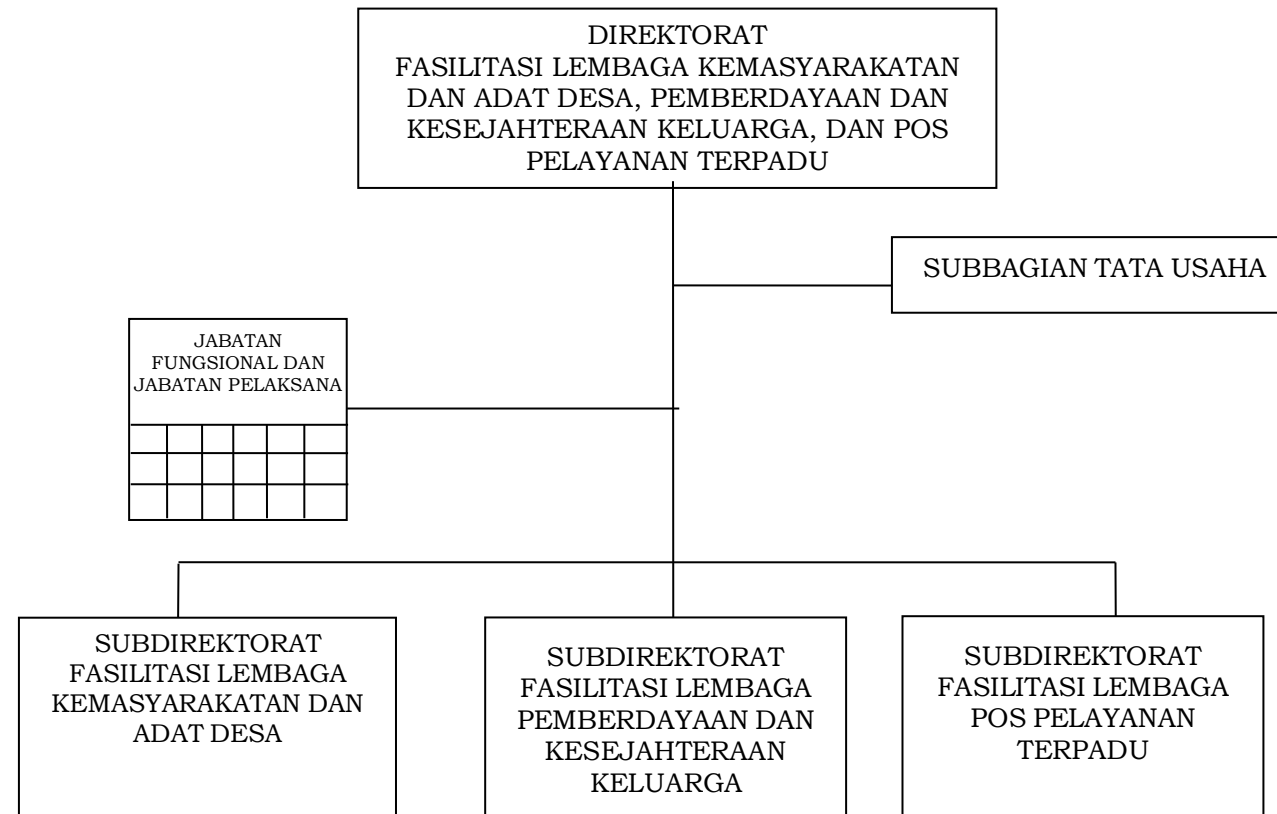 DIREKTORAT
FASILITASI LEMBAGA KEMASYARAKATAN
DAN ADAT DESA, PEMBERDAYAAN DAN
KESEJAHTERAAN KELUARGA, DAN POS
PELAYANAN TERPADU
SUBBAGIAN TATA USAHA
JABATAN
FUNGSIONAL DAN
JABATAN PELAKSANA
SUBDIREKTORAT
FASILITASI LEMBAGA
KEMASYARAKATAN DAN
ADAT DESA
SUBDIREKTORAT
FASILITASI LEMBAGA
PEMBERDAYAAN DAN
KESEJAHTERAAN
KELUARGA
SUBDIREKTORAT
FASILITASI LEMBAGA
POS PELAYANAN
TERPADU